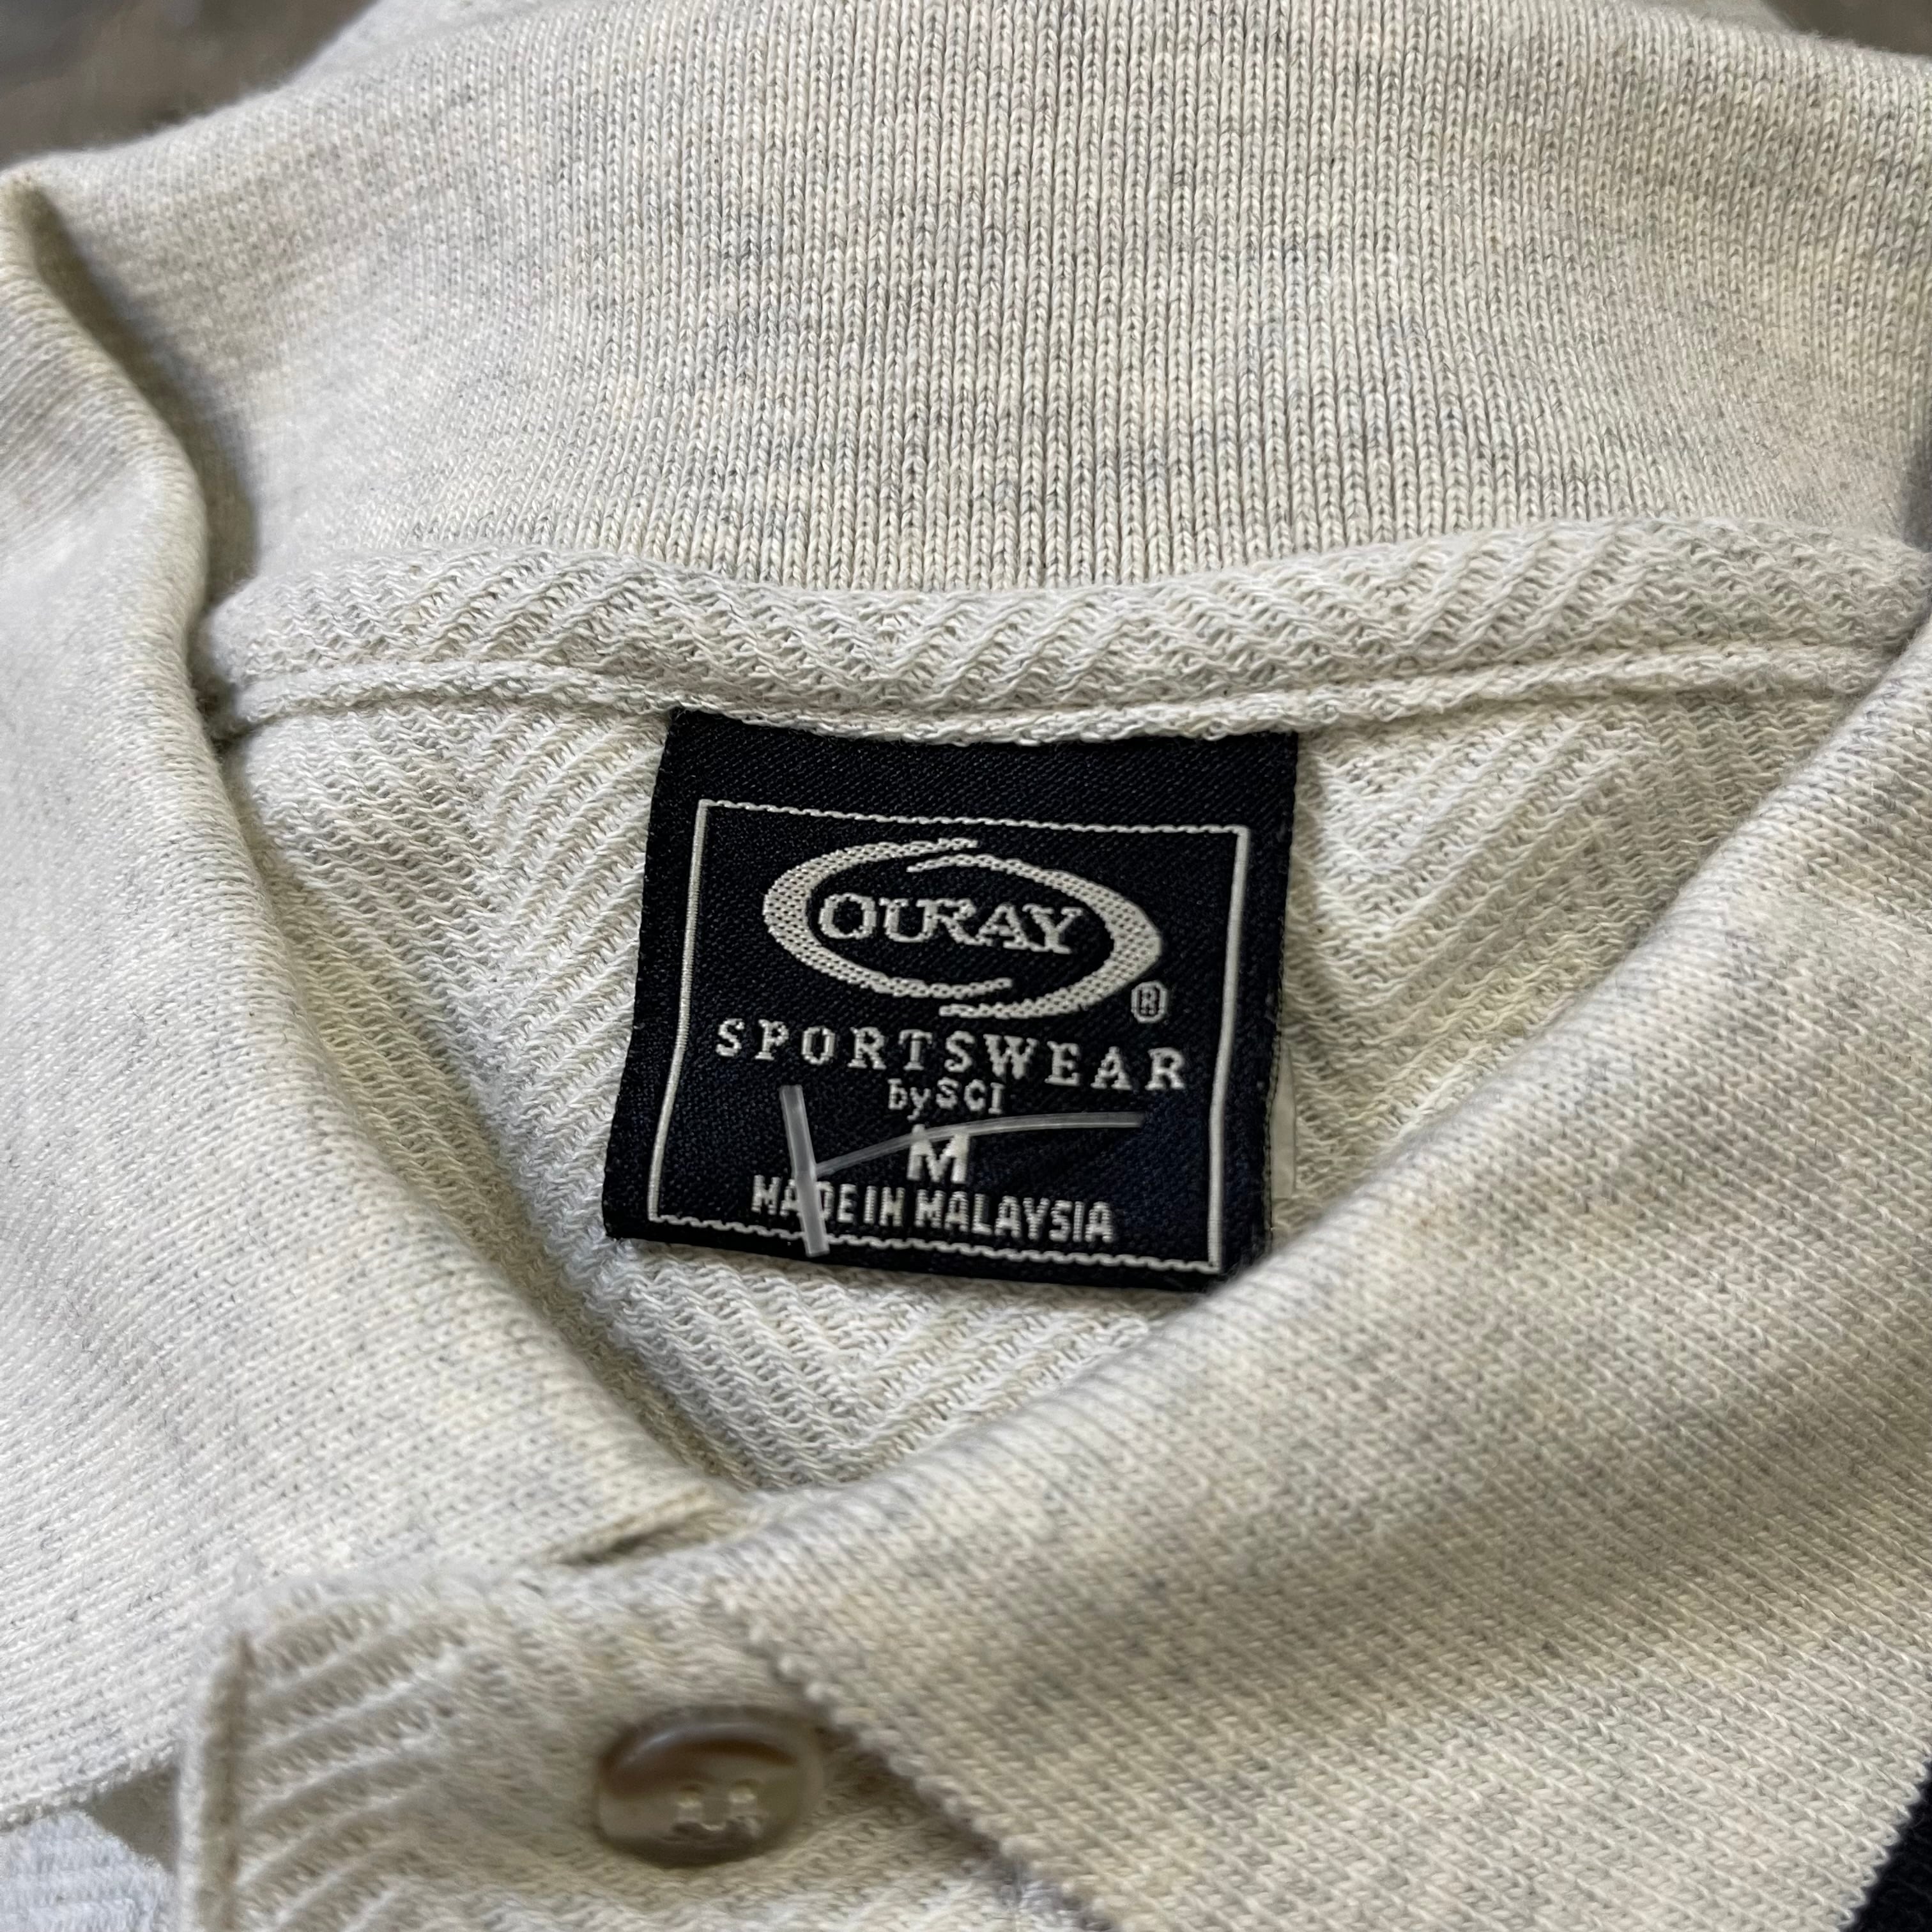 OURAY
®
SPORTSWEAR
by SCI
M
MADE IN MALAYSIA